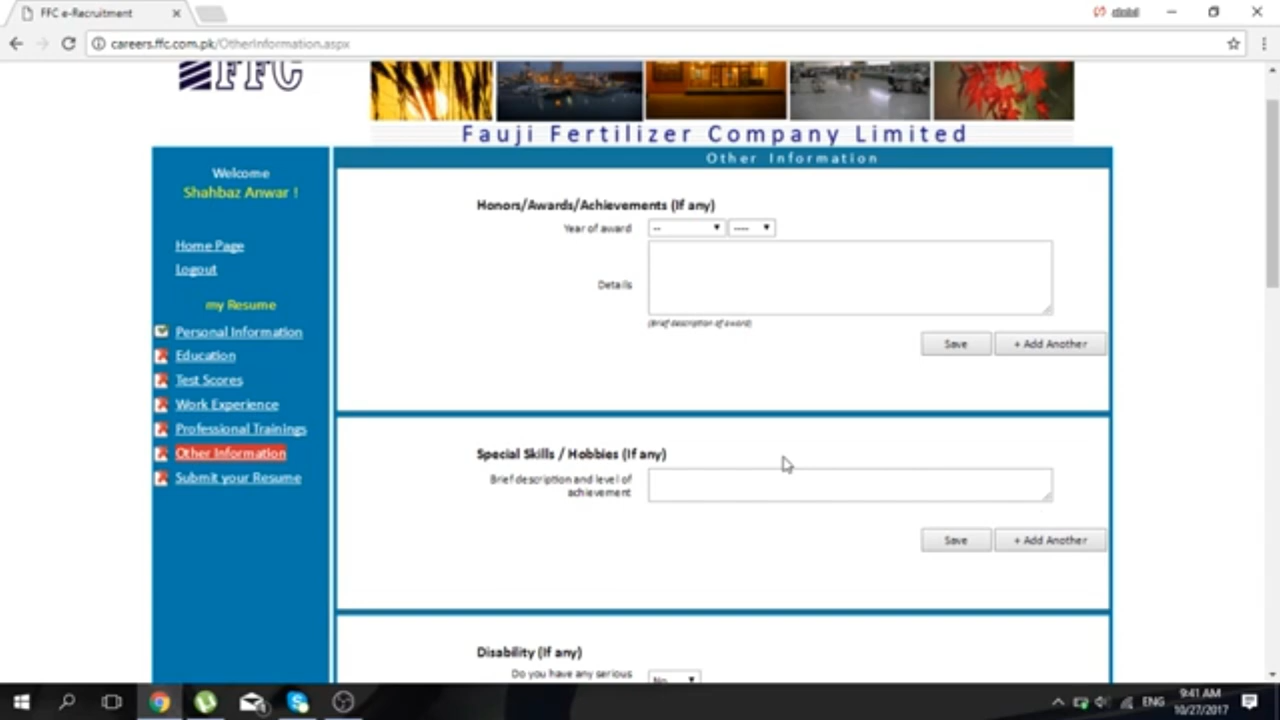 FFC e-Recruitment
careers.ffc.com.pk/OtherInformation.aspx
FFC
Fauji Fertilizer Company Limited
Other Information
Welcome
Shahbaz Anwar !
Home Page
Logout
my Resume
Personal Information
Education
Test Scores
Work Experience
Professional Trainings
Other Information
Submit your Resume
Honors/Awards/Achievements (If any)
Year of award
--
----
Details
(Brief description of award)
Save
+ Add Another
Special Skills / Hobbies (If any)
Brief description and level of
achievement
Save
+ Add Another
Disability (If any)
Do you have any serious
No
ENG
9:41 AM
10/27/2017